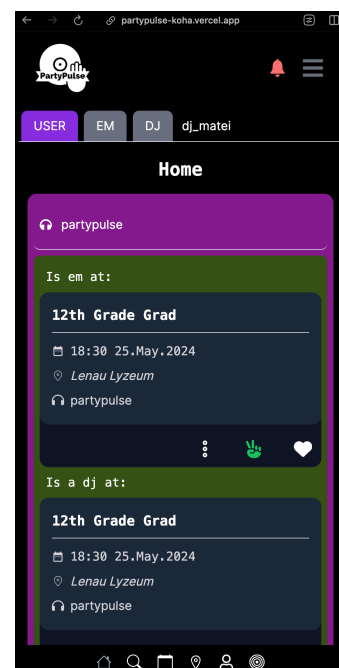 partypulse-koha.vercel.app
PartyPulse
USER EM DJ dj_matei
Home
partypulse
Is em at:
12th Grade Grad
18:30 25.May.2024
Lenau Lyzeum
partypulse
Is a dj at:
12th Grade Grad
18:30 25.May.2024
Lenau Lyzeum
partypulse